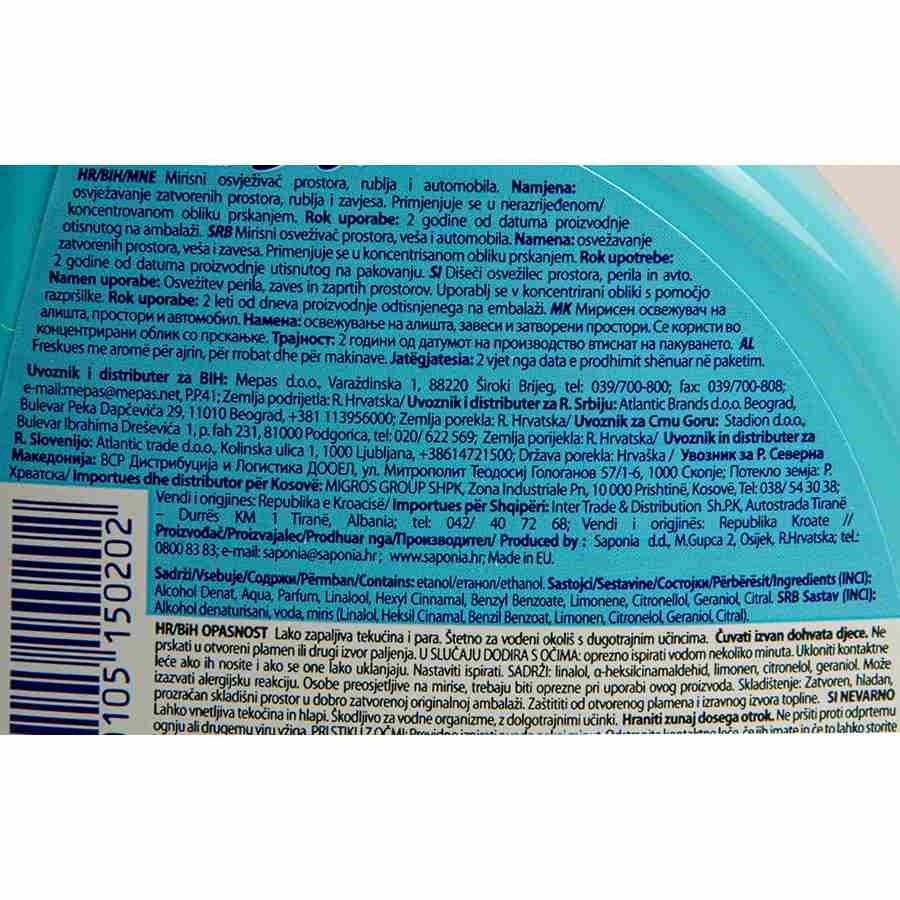 HR/BiH/MNE Mirisni osvježivač prostora, rublja i automobila. Namjena:
osvježavanje zatvorenih prostora, rublja i zavjesa. Primjenjuje se u nerazrijeđenom/
koncentrovanom obliku prskanjem. Rok uporabe: 2 godine od datuma proizvodnje
otisnutog na ambalaži. SRB Mirisni osveživač prostora, veša i automobila. Namena: osvežavanje
zatvorenih prostora, veša i zavesa. Primenjuje se u koncentrisanom obliku prskanjem. Rok upotrebe:
2 godine od datuma proizvodnje utisnutog na pakovanju. SI Dišeči osvežilec prostora, perila in avto.
Namen uporabe: Osvežitev perila, zaves in zaprtih prostorov. Uporablj se v koncentrirani obliki s pomočjo
razpršilke. Rok uporabe: 2 leti od dneva proizvodnje odtisnjenega na embalaži. MK Мирисен освежувач на
алишта, простори и автомобил. Намена: освежување на алишта, завеси и затворени простори. Се користи во
концентрирани облик со прскање. Трајност: 2 години од датумот на производство втиснат на пакувањето. AL
Freskues me aromë për ajrin, për rrobat dhe për makinave. Jatëgjatesia: 2 vjet nga data e prodhimit shënuar në paketim.
Uvoznik i distributer za BIH: Mepas d.o.o., Varaždinska 1, 88220 Široki Brijeg, tel: 039/700-800; fax: 039/700-808;
e-mail:mepas@mepas.net, P.P.41; Zemlja podrijetla: R. Hrvatska/ Uvoznik i distributer za R. Srbiju: Atlantic Brands d.o.o. Beograd,
Bulevar Peka Dapčevića 29, 11010 Beograd, +381 113956000; Zemlja porekla: R. Hrvatska/ Uvoznik za Crnu Goru: Stadion d.o.o.,
Bulevar Ibrahima Dreševića 1, p. fah 231, 81000 Podgorica, tel: 020/ 622 569; Zemlja porijekla: R. Hrvatska/ Uvoznik in distributer za
R. Slovenijo: Atlantic trade d.o.o., Kolinska ulica 1, 1000 Ljubljana, +38614721500; Država porekla: Hrvaška / Увозник за Р. Северна
Македонија: ВСР Дистрибуција и Логистика ДООЕЛ, ул. Митрополит Теодосиј Гологанов 57/1-6, 1000 Скопје; Потекло земја: Р.
Хрватска/ Importues dhe distributor për Kosovë: MIGROS GROUP SHPK, Zona Industriale Pn, 10 000 Prishtinë, Kosovë, Tel: 038/ 54 30 38;
Vendi i origjines: Republika e Kroacisë/ Importues për Shqipëri: Inter Trade & Distribution Sh.P.K, Autostrada Tiranë
– Durrës KM 1 Tiranë, Albania; tel: 042/ 40 72 68; Vendi i origjinës: Republika Kroate //
Proizvođač/Proizvajalec/Prodhuar nga/Производител/ Produced by : Saponia d.d., M.Gupca 2, Osijek, R.Hrvatska; tel.:
0800 83 83; e-mail: saponia@saponia.hr ; www.saponia.hr; Made in EU.
Sadrži/Vsebuje/Содржи/Përmban/Contains: etanol/етанол/ethanol. Sastojci/Sestavine/Состојки/Përbërësit/Ingredients (INCI):
Alcohol Denat, Aqua, Parfum, Linalool, Hexyl Cinnamal, Benzyl Benzoate, Limonene, Citronellol, Geraniol, Citral. SRB Sastav (INCI):
Alkohol denaturisani, voda, miris (Linalol, Heksil Cinamal, Benzil Benzoat, Limonen, Citronelol, Geraniol, Citral).
HR/BiH OPASNOST Lako zapaljiva tekućina i para. Štetno za vodeni okoliš s dugotrajnim učincima. Čuvati izvan dohvata djece. Ne
prskati u otvoreni plamen ili drugi izvor paljenja. U SLUČAJU DODIRA S OČIMA: oprezno ispirati vodom nekoliko minuta. Ukloniti kontaktne
leće ako ih nosite i ako se one lako uklanjaju. Nastaviti ispirati. SADRŽI: linalol, α-heksilcinamaldehid, limonen, citronelol, geraniol. Može
izazvati alergijsku reakciju. Osobe preosjetljive na mirise, trebaju biti oprezne pri uporabi ovog proizvoda. Skladištenje: Zatvoren, hladan,
prozračan skladišni prostor u dobro zatvorenoj originalnoj ambalaži. Zaštititi od otvorenog plamena i izravnog izvora topline. SI NEVARNO
Lahko vnetljiva tekočina in hlapi. Škodljivo za vodne organizme, z dolgotrajnimi učinki. Hraniti zunaj dosega otrok. Ne pršiti proti odprtemu
ognju ali drugemu viru vžiga. PRI STIKU Z OČMI: Previdno izpirati
0105 150202